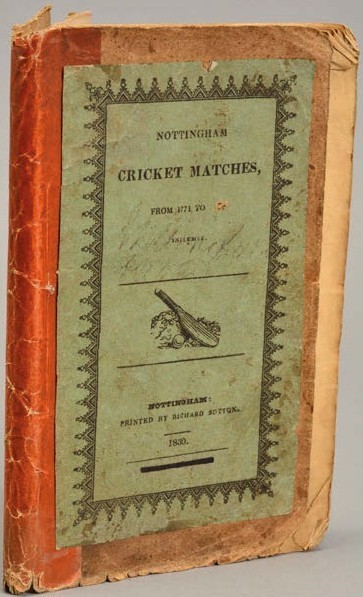 NOTTINGHAM
CRICKET MATCHES,
FROM 1771 TO
NOTTINGHAM:
PRINTED BY RICHARD SUTTON.
1830.